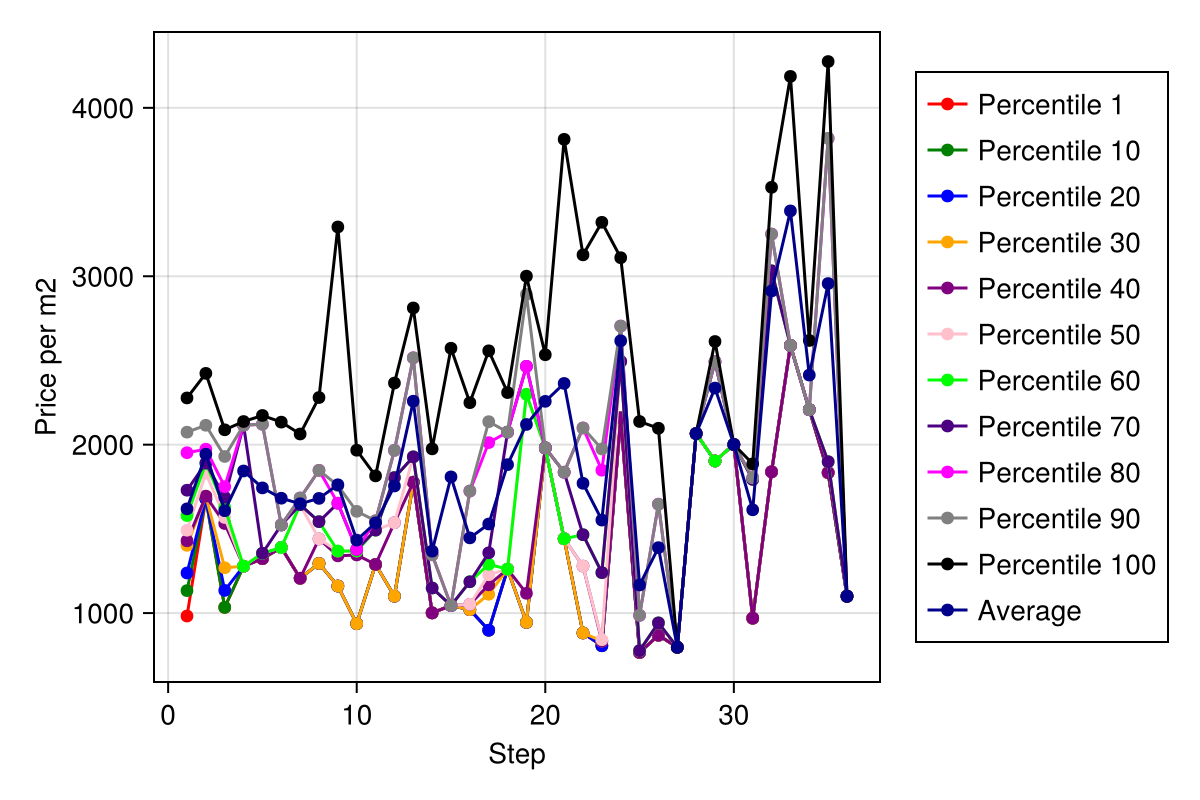 4000
3000
2000
1000
Price per m2
0
10
20
30
Step
Percentile 1
Percentile 10
Percentile 20
Percentile 30
Percentile 40
Percentile 50
Percentile 60
Percentile 70
Percentile 80
Percentile 90
Percentile 100
Average